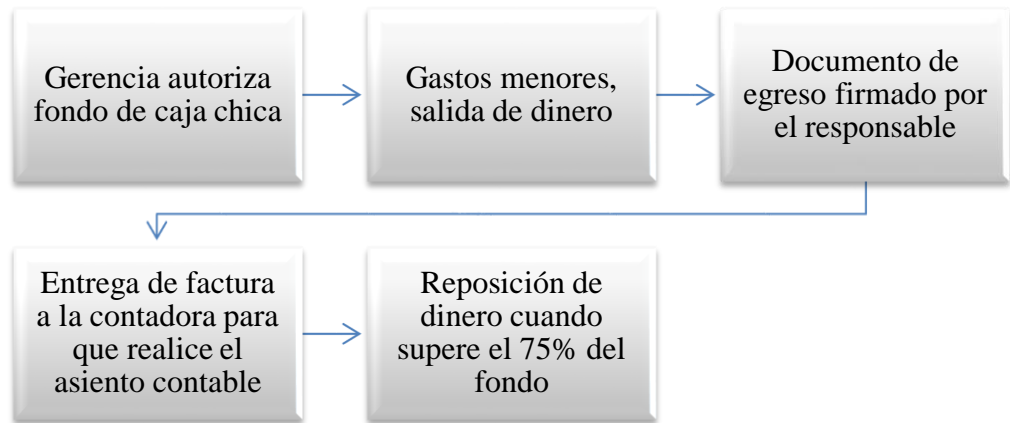 Gerencia autoriza
fondo de caja chica
Gastos menores,
salida de dinero
Documento de
egreso firmado por
el responsable
Entrega de factura
a la contadora para
que realice el
asiento contable
Reposición de
dinero cuando
supere el 75% del
fondo